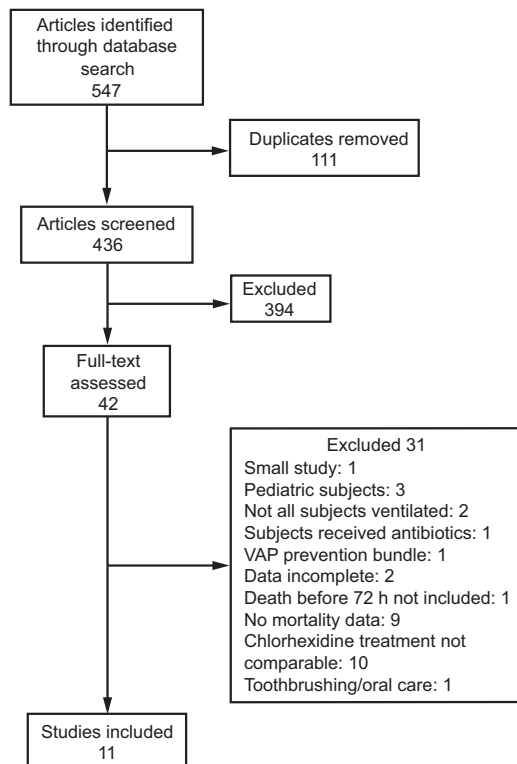 Articles identified
through database
search
547
Duplicates removed
111
Articles screened
436
Excluded
394
Full-text
assessed
42
Excluded 31
Small study: 1
Pediatric subjects: 3
Not all subjects ventilated: 2
Subjects received antibiotics: 1
VAP prevention bundle: 1
Data incomplete: 2
Death before 72 h not included: 1
No mortality data: 9
Chlorhexidine treatment not
comparable: 10
Toothbrushing/oral care: 1
Studies included
11